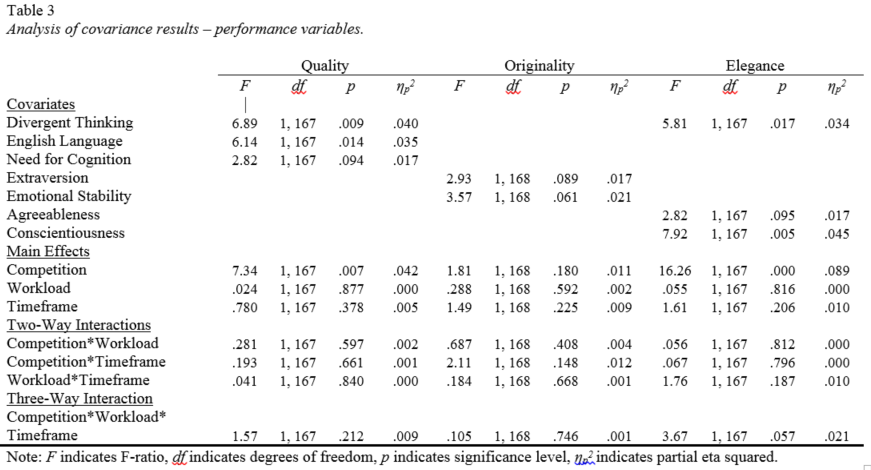 Table 3
Analysis of covariance results – performance variables.
Quality Originality Elegance
F df p ηp2 F df p ηp2 F df p ηp2
Covariates
Divergent Thinking 6.89 1, 167 .009 .040 5.81 1, 167 .017 .034
English Language 6.14 1, 167 .014 .035
Need for Cognition 2.82 1, 167 .094 .017
Extraversion 2.93 1, 168 .089 .017
Emotional Stability 3.57 1, 168 .061 .021
Agreeableness 2.82 1, 167 .095 .017
Conscientiousness 7.92 1, 167 .005 .045
Main Effects
Competition 7.34 1, 167 .007 .042 1.81 1, 168 .180 .011 16.26 1, 167 .000 .089
Workload .024 1, 167 .877 .000 .288 1, 168 .592 .002 .055 1, 167 .816 .000
Timeframe .780 1, 167 .378 .005 1.49 1, 168 .225 .009 1.61 1, 167 .206 .010
Two-Way Interactions
Competition*Workload .281 1, 167 .597 .002 .687 1, 168 .408 .004 .056 1, 167 .812 .000
Competition*Timeframe .193 1, 167 .661 .001 2.11 1, 168 .148 .012 .067 1, 167 .796 .000
Workload*Timeframe .041 1, 167 .840 .000 .184 1, 168 .668 .001 1.76 1, 167 .187 .010
Three-Way Interaction
Competition*Workload*
Timeframe 1.57 1, 167 .212 .009 .105 1, 168 .746 .001 3.67 1, 167 .057 .021
Note: F indicates F-ratio, df indicates degrees of freedom, p indicates significance level, ηp2 indicates partial eta squared.